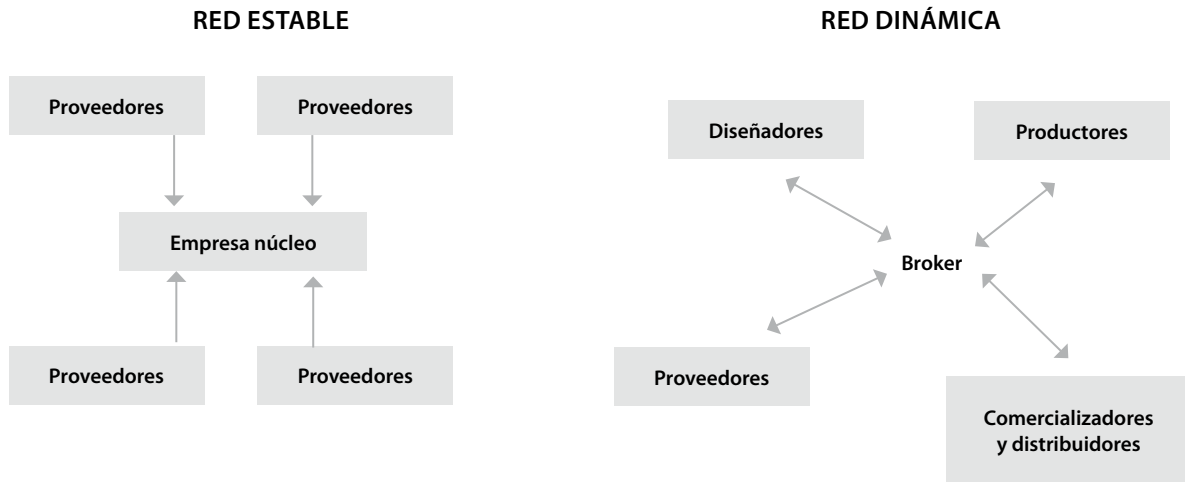 RED ESTABLE
Proveedores
Proveedores
Empresa núcleo
Proveedores
Proveedores
RED DINÁMICA
Diseñadores
Productores
Broker
Proveedores
Comercializadores
y distribuidores